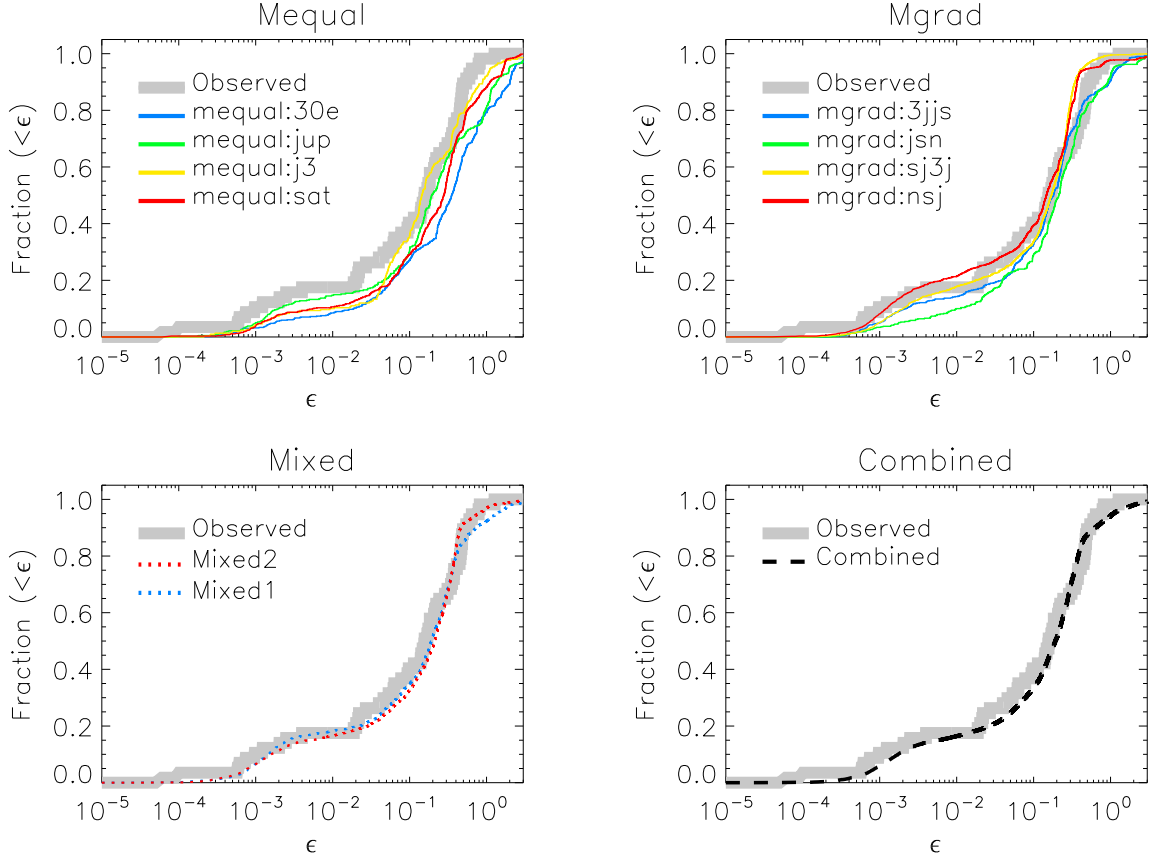 Mequal
Fraction (<ϵ)
1.0
0.8
0.6
0.4
0.2
0.0
Observed
mequal:30e
mequal:jup
mequal:j3
mequal:sat
10⁻⁵ 10⁻⁴ 10⁻³ 10⁻² 10⁻¹ 10⁰
ϵ
Mgrad
Fraction (<ϵ)
1.0
0.8
0.6
0.4
0.2
0.0
Observed
mgrad:3jjs
mgrad:jsn
mgrad:sj3j
mgrad:nsj
10⁻⁵ 10⁻⁴ 10⁻³ 10⁻² 10⁻¹ 10⁰
ϵ
Mixed
Fraction (<ϵ)
1.0
0.8
0.6
0.4
0.2
0.0
Observed
Mixed2
Mixed1
10⁻⁵ 10⁻⁴ 10⁻³ 10⁻² 10⁻¹ 10⁰
ϵ
Combined
Fraction (<ϵ)
1.0
0.8
0.6
0.4
0.2
0.0
Observed
Combined
10⁻⁵ 10⁻⁴ 10⁻³ 10⁻² 10⁻¹ 10⁰
ϵ